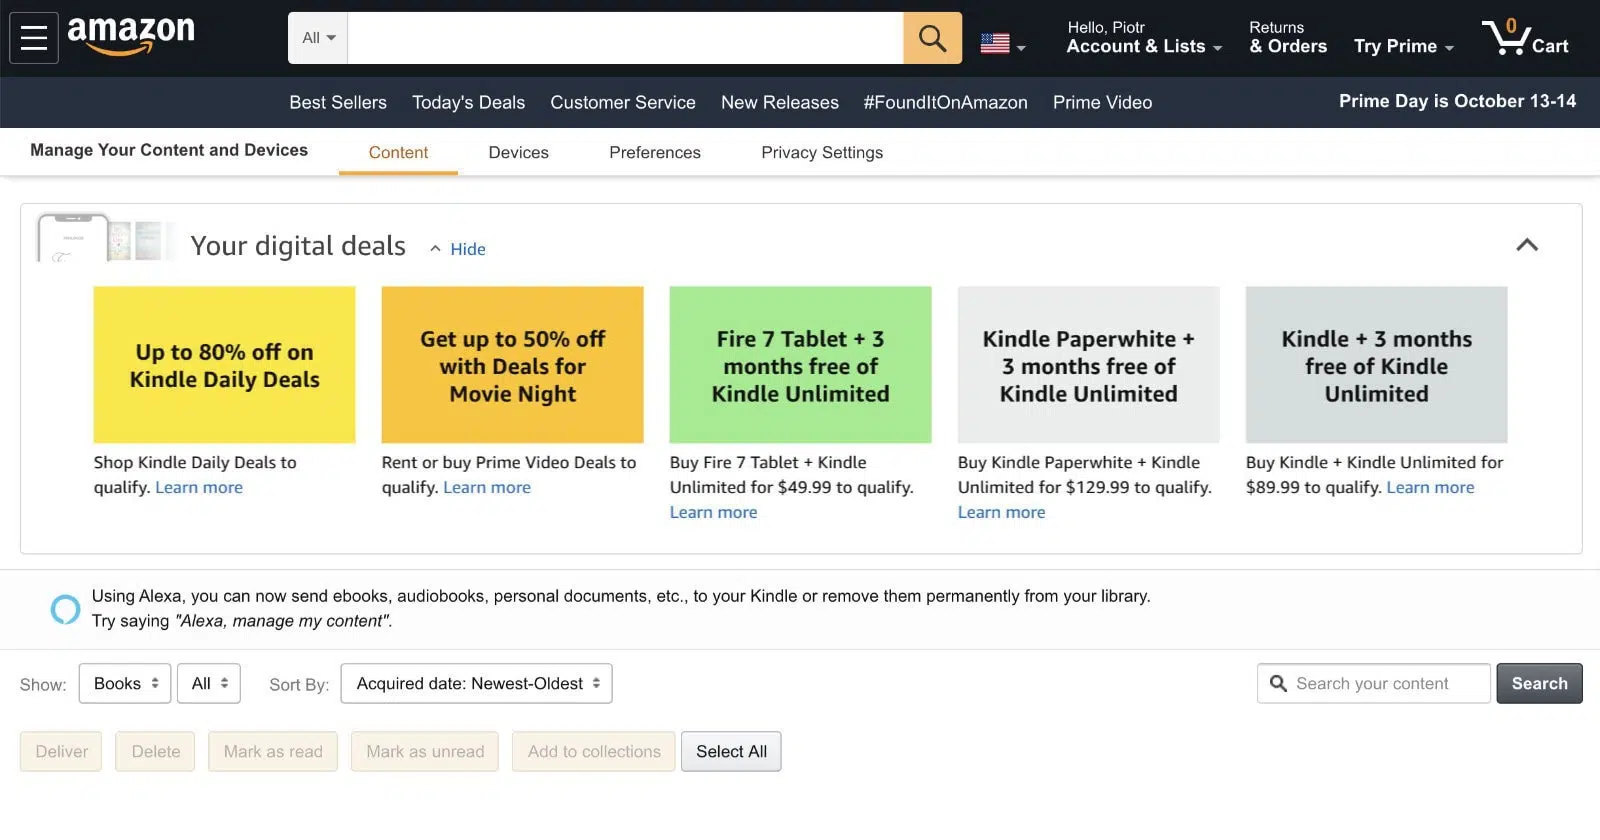 amazon
All
Hello, Piotr
Account & Lists
Returns
& Orders
Try Prime
0
Cart
Best Sellers
Today's Deals
Customer Service
New Releases
#FoundItOnAmazon
Prime Video
Prime Day is October 13-14
Manage Your Content and Devices
Content
Devices
Preferences
Privacy Settings
Your digital deals
Hide
Up to 80% off on
Kindle Daily Deals
Shop Kindle Daily Deals to
qualify. Learn more
Get up to 50% off
with Deals for
Movie Night
Rent or buy Prime Video Deals to
qualify. Learn more
Fire 7 Tablet + 3
months free of
Kindle Unlimited
Buy Fire 7 Tablet + Kindle
Unlimited for $49.99 to qualify.
Learn more
Kindle Paperwhite +
3 months free of
Kindle Unlimited
Buy Kindle Paperwhite + Kindle
Unlimited for $129.99 to qualify.
Learn more
Kindle + 3 months
free of Kindle
Unlimited
Buy Kindle + Kindle Unlimited for
$89.99 to qualify. Learn more
Using Alexa, you can now send ebooks, audiobooks, personal documents, etc., to your Kindle or remove them permanently from your library.
Try saying "Alexa, manage my content".
Show:
Books
All
Sort By:
Acquired date: Newest-Oldest
Search your content
Search
Deliver
Delete
Mark as read
Mark as unread
Add to collections
Select All